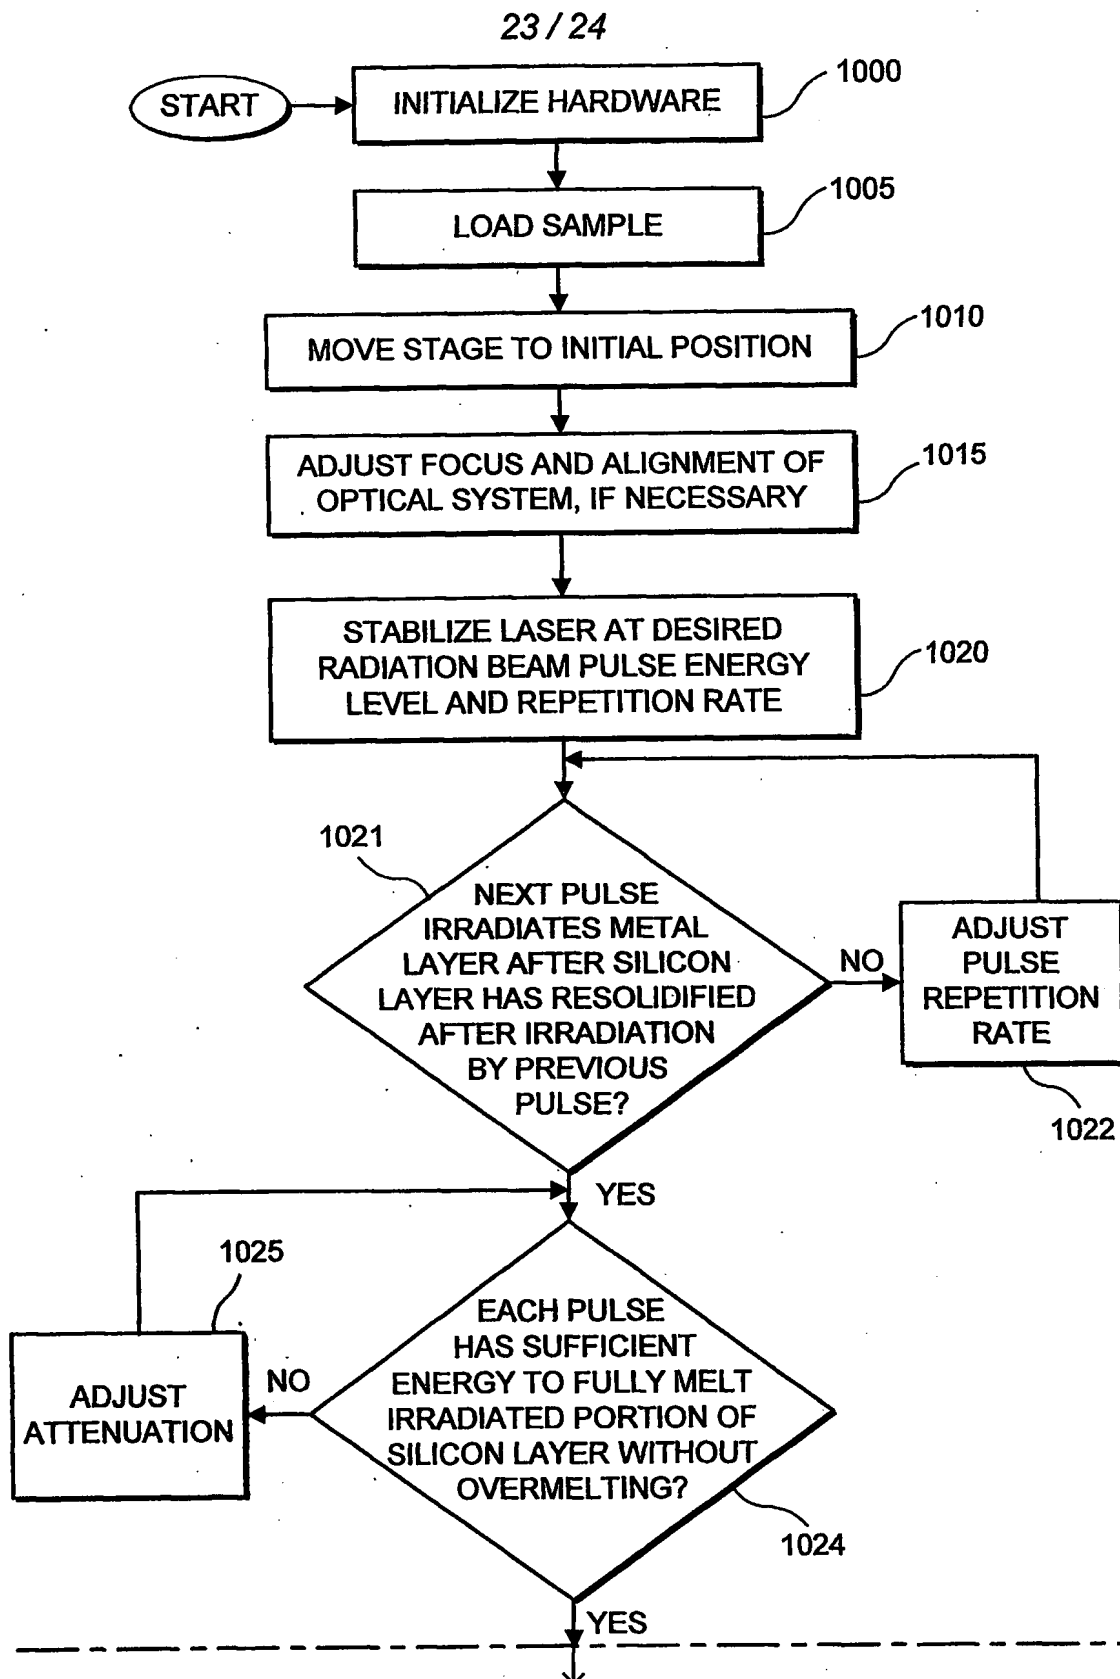 23 / 24
START
INITIALIZE HARDWARE
1000
LOAD SAMPLE
1005
MOVE STAGE TO INITIAL POSITION
1010
ADJUST FOCUS AND ALIGNMENT OF
OPTICAL SYSTEM, IF NECESSARY
1015
STABILIZE LASER AT DESIRED
RADIATION BEAM PULSE ENERGY
LEVEL AND REPETITION RATE
1020
1021
NEXT PULSE
IRRADIATES METAL
LAYER AFTER SILICON
LAYER HAS RESOLIDIFIED
AFTER IRRADIATION
BY PREVIOUS
PULSE?
NO
ADJUST
PULSE
REPETITION
RATE
1022
YES
1025
ADJUST
ATTENUATION
NO
EACH PULSE
HAS SUFFICIENT
ENERGY TO FULLY MELT
IRRADIATED PORTION OF
SILICON LAYER WITHOUT
OVERMELTING?
1024
YES